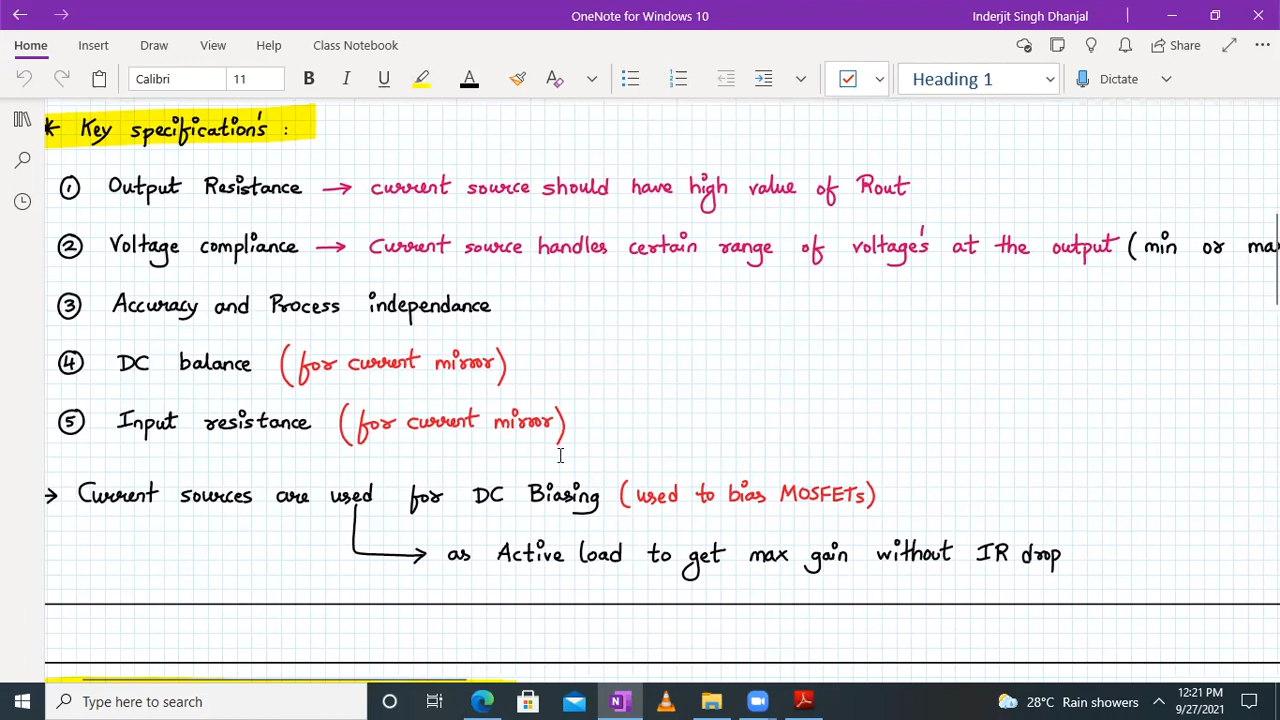 OneNote for Windows 10
Inderjit Singh Dhanjal
Home Insert Draw View Help Class Notebook Share
Calibri 11 B I U A Heading 1 Dictate
* Key specification's :
① Output Resistance → current source should have high value of Rout
② Voltage compliance → Current source handles certain range of voltage's at the output (min or ma
③ Accuracy and Process independance
④ DC balance (for current mirror)
⑤ Input resistance (for current mirror)
→ Current sources are used for DC Biasing (used to bias MOSFETs)
→ as Active load to get max gain without IR drop
Type here to search
28°C Rain showers
12:21 PM
9/27/2021